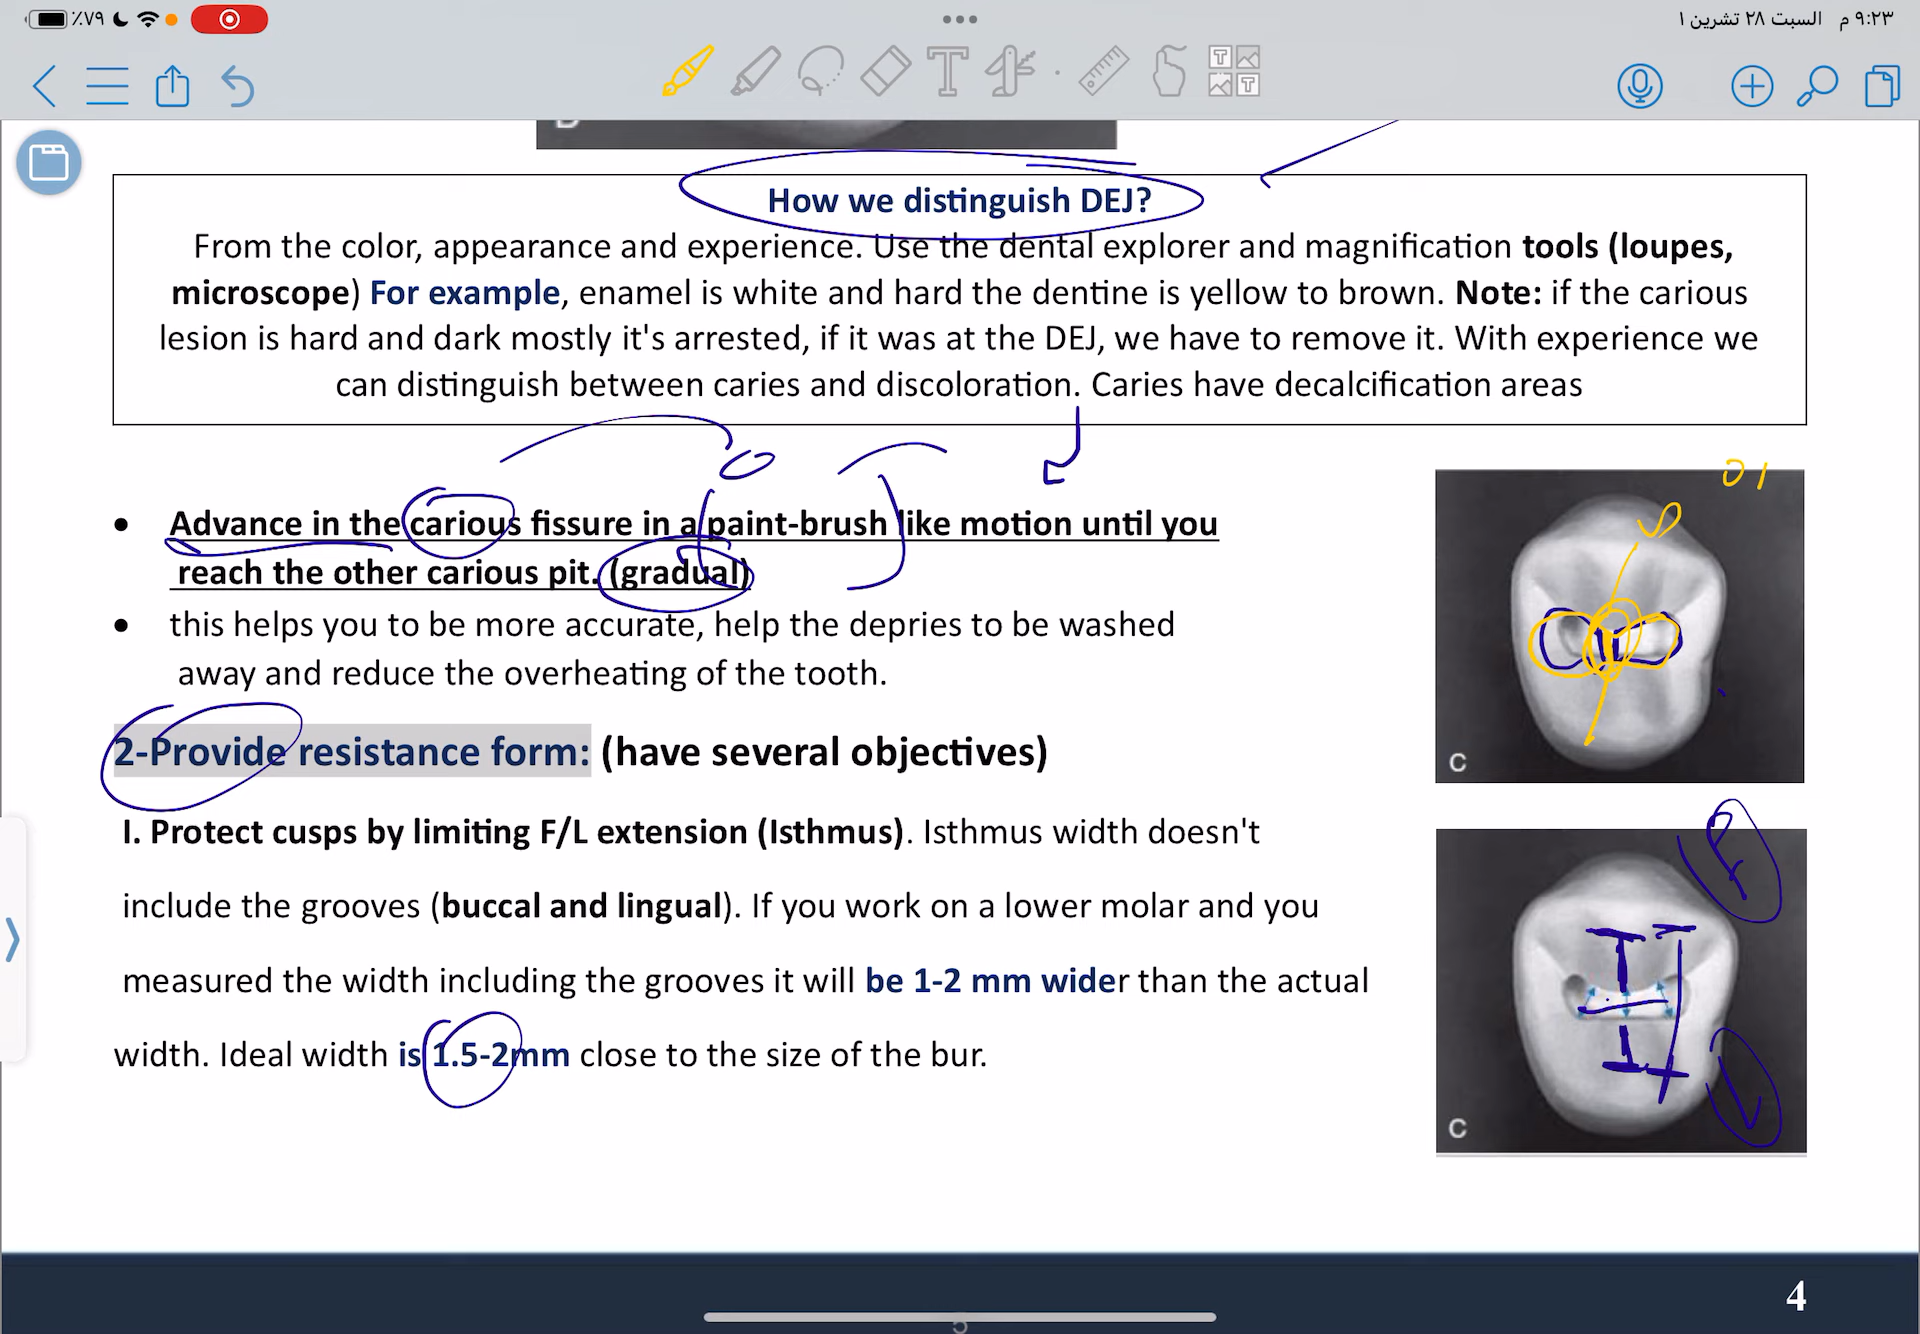 ٪٧٩
٩:٢٣ م السبت ٢٨ تشرين ١
How we distinguish DEJ?
From the color, appearance and experience. Use the dental explorer and magnification tools (loupes,
microscope) For example, enamel is white and hard the dentine is yellow to brown. Note: if the carious
lesion is hard and dark mostly it's arrested, if it was at the DEJ, we have to remove it. With experience we
can distinguish between caries and discoloration. Caries have decalcification areas
• Advance in the carious fissure in a paint-brush like motion until you
reach the other carious pit. (gradual)
• this helps you to be more accurate, help the depries to be washed
away and reduce the overheating of the tooth.
C
2-Provide resistance form: (have several objectives)
I. Protect cusps by limiting F/L extension (Isthmus). Isthmus width doesn't
include the grooves (buccal and lingual). If you work on a lower molar and you
measured the width including the grooves it will be 1-2 mm wider than the actual
width. Ideal width is 1.5-2mm close to the size of the bur.
F
L
C
4